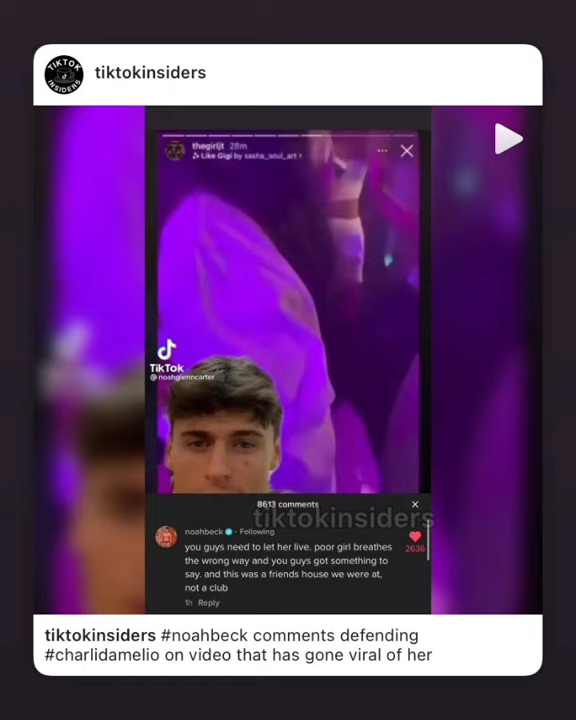 TIKTOK
INSIDERS
tiktokinsiders
thegirljt 28m
Like Gigi by sasha_soul_art >
TikTok
@noahglenncarter
8613 comments
tiktokinsiders
noahbeck · Following
you guys need to let her live. poor girl breathes
the wrong way and you guys got something to
say. and this was a friends house we were at,
not a club
2636
1h Reply
tiktokinsiders #noahbeck comments defending
#charlidamelio on video that has gone viral of her